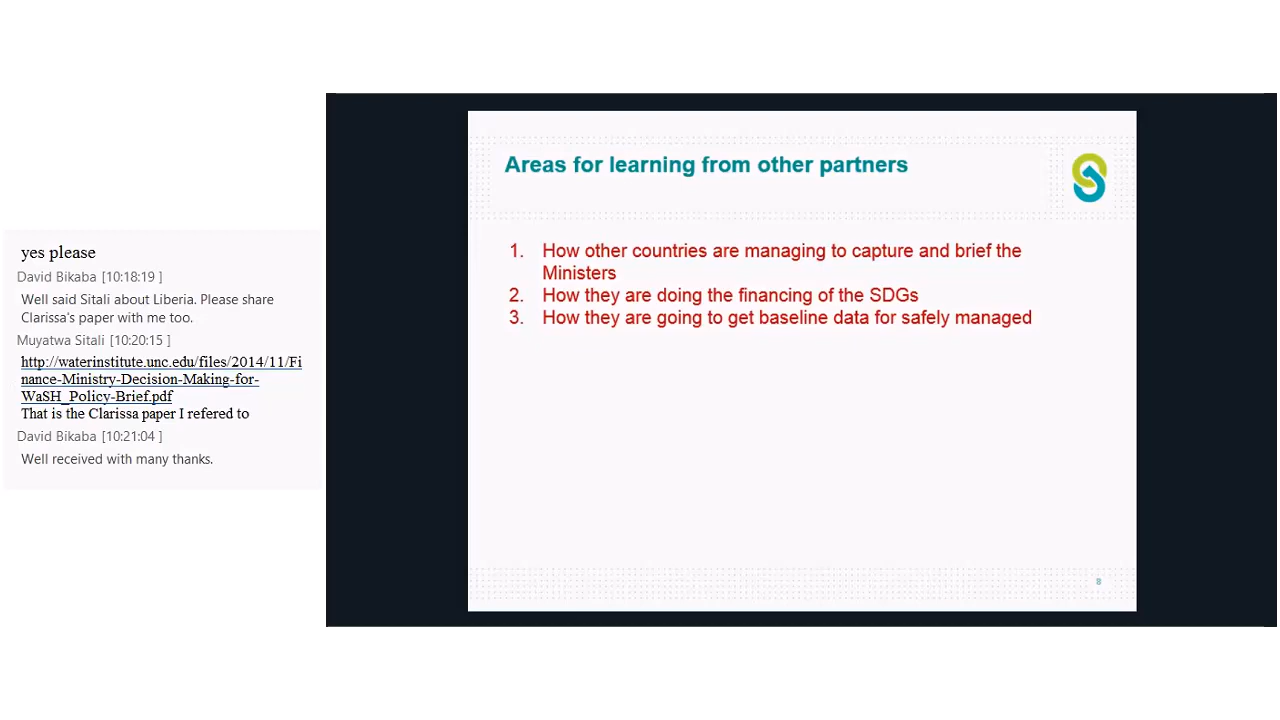 yes please
David Bikaba [10:18:19 ]
Well said Sitali about Liberia. Please share
Clarissa's paper with me too.
Muyatwa Sitali [10:20:15 ]
http://waterinstitute.unc.edu/files/2014/11/Fi
nance-Ministry-Decision-Making-for-
WaSH_Policy-Brief.pdf
That is the Clarissa paper I refered to
David Bikaba [10:21:04 ]
Well received with many thanks.
Areas for learning from other partners
1. How other countries are managing to capture and brief the
Ministers
2. How they are doing the financing of the SDGs
3. How they are going to get baseline data for safely managed
8